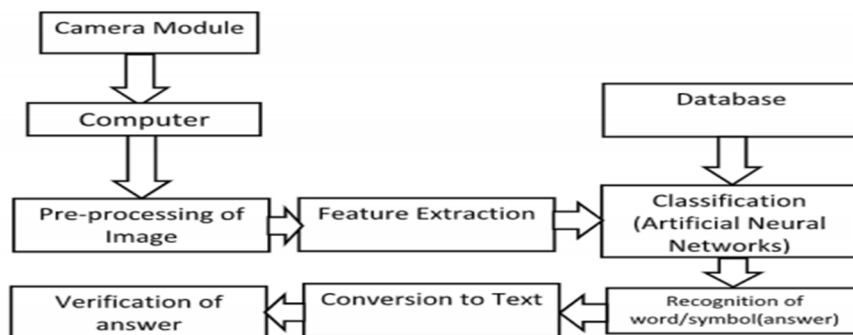 Camera Module
Computer
Database
Pre-processing of
Image
Feature Extraction
Classification
(Artificial Neural
Networks)
Recognition of
word/symbol(answer)
Conversion to Text
Verification of
answer